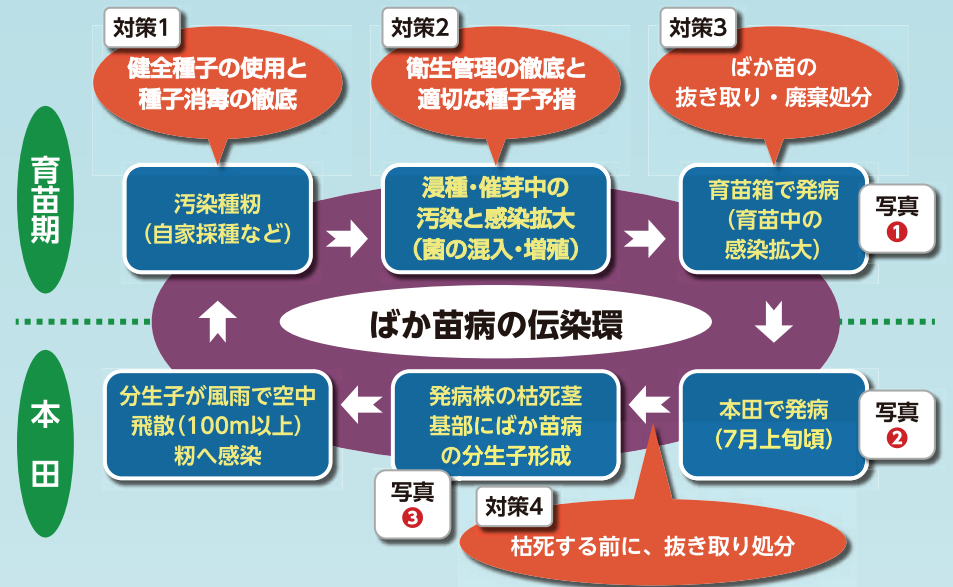 対策1
健全種子の使用と
種子消毒の徹底
対策2
衛生管理の徹底と
適切な種子予措
対策3
ばか苗の
抜き取り・廃棄処分
育苗期
汚染種籾
(自家採種など)
浸種・催芽中の
汚染と感染拡大
(菌の混入・増殖)
育苗箱で発病
(育苗中の
感染拡大)
写真
❶
ばか苗病の伝染環
本田
分生子が風雨で空中
飛散(100m以上)
籾へ感染
発病株の枯死茎
基部にばか苗病
の分生子形成
写真
❸
本田で発病
(7月上旬頃)
写真
❷
対策4
枯死する前に、抜き取り処分